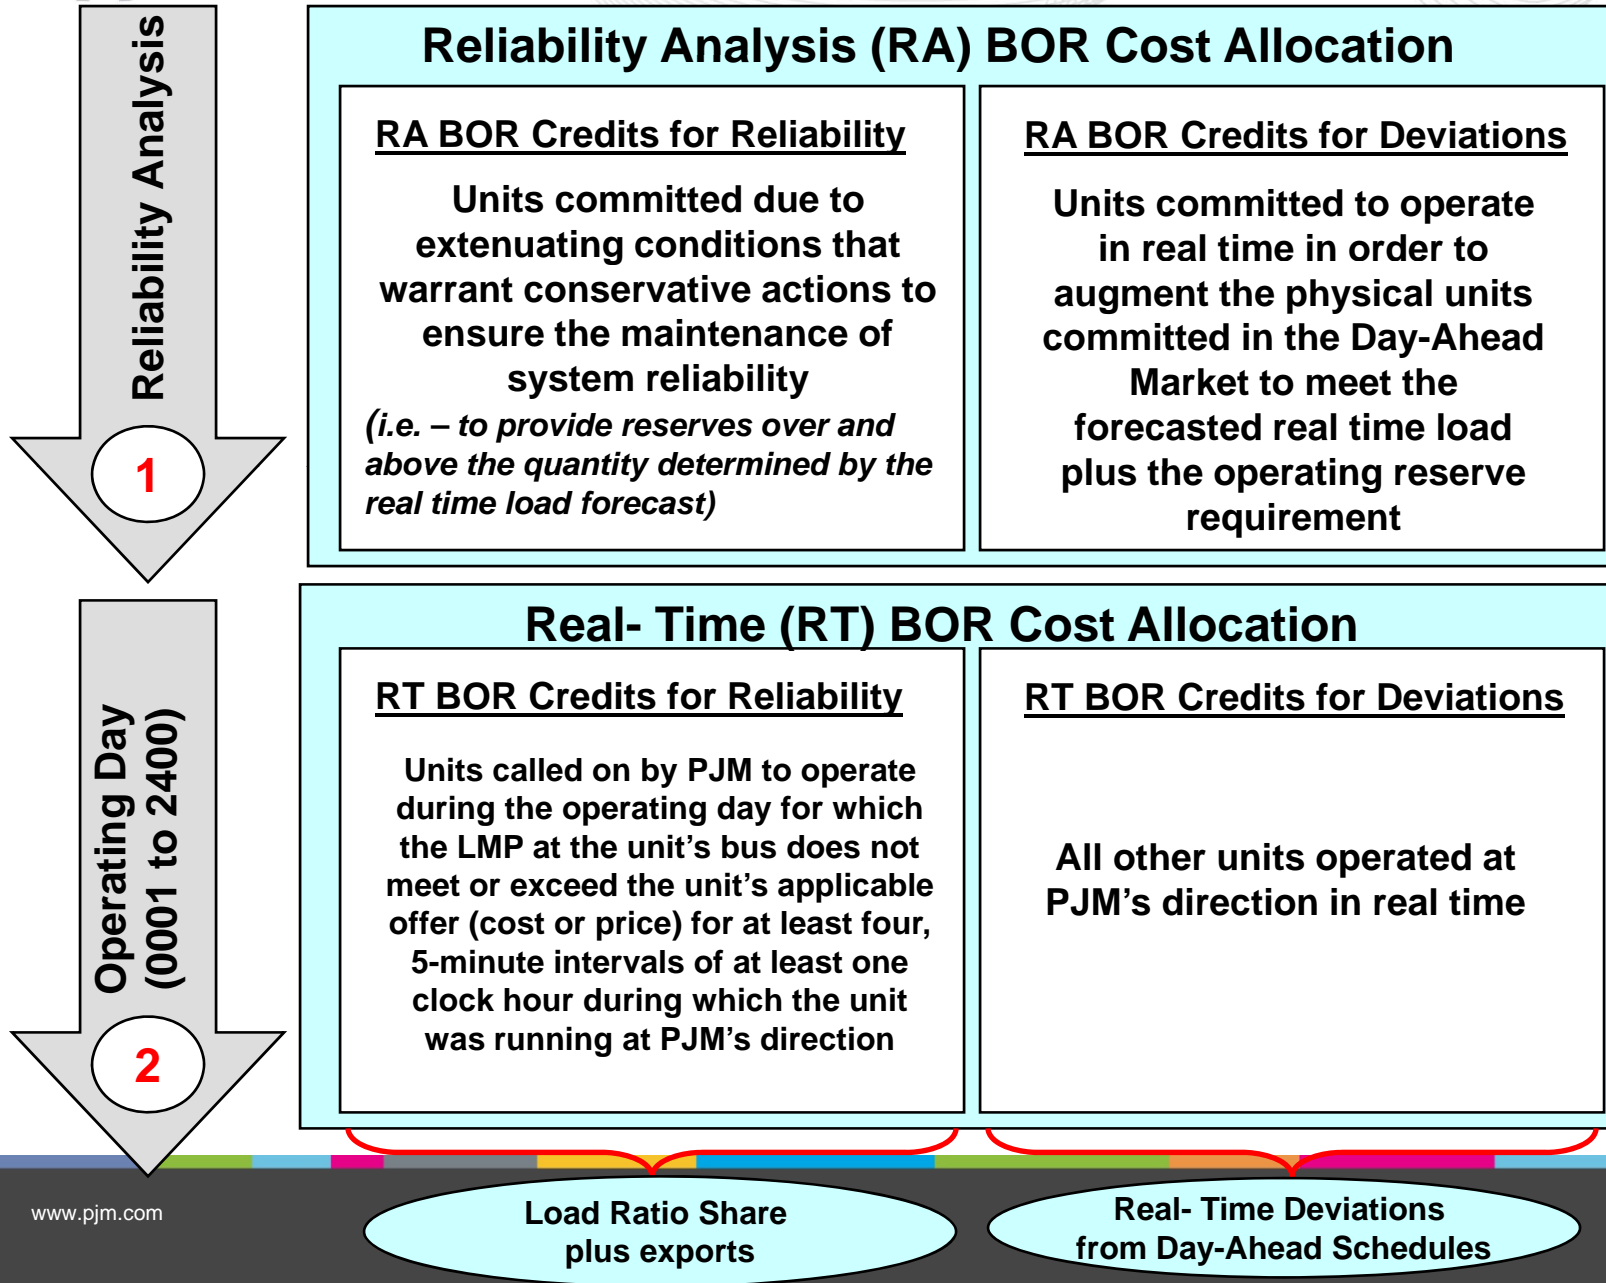 Reliability Analysis
1
Reliability Analysis (RA) BOR Cost Allocation
RA BOR Credits for Reliability
Units committed due to
extenuating conditions that
warrant conservative actions to
ensure the maintenance of
system reliability
(i.e. – to provide reserves over and
above the quantity determined by the
real time load forecast)
RA BOR Credits for Deviations
Units committed to operate
in real time in order to
augment the physical units
committed in the Day-Ahead
Market to meet the
forecasted real time load
plus the operating reserve
requirement
Operating Day
(0001 to 2400)
2
Real- Time (RT) BOR Cost Allocation
RT BOR Credits for Reliability
Units called on by PJM to operate
during the operating day for which
the LMP at the unit’s bus does not
meet or exceed the unit’s applicable
offer (cost or price) for at least four,
5-minute intervals of at least one
clock hour during which the unit
was running at PJM’s direction
RT BOR Credits for Deviations
All other units operated at
PJM’s direction in real time
www.pjm.com
Load Ratio Share
plus exports
Real- Time Deviations
from Day-Ahead Schedules